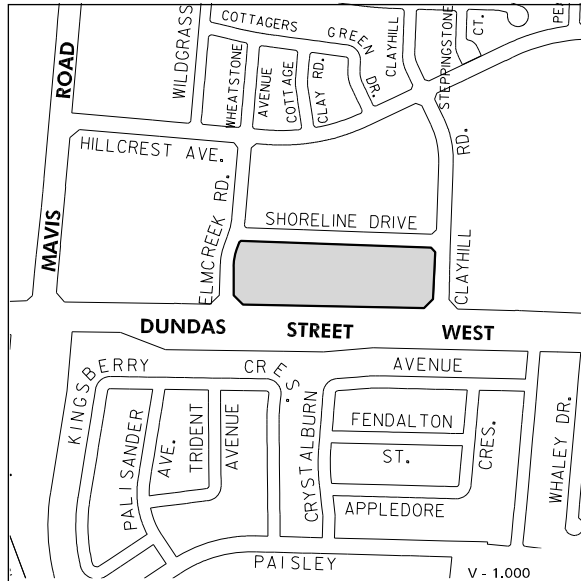 COTTAGERS GREEN DR.
WILDGRASS
ROAD
WHEATSTONE
AVENUE
COTTAGE
CLAY RD.
CLAYHILL
STEPPINGSTONE
CT.
PEA
HILLCREST AVE.
ELMCREEK RD.
RD.
MAVIS
SHORELINE DRIVE
CLAYHILL
DUNDAS STREET WEST
KINGSBERRY CRES.
AVENUE
PALISANDER
AVE.
TRIDENT
AVENUE
CRYSTALBURN
FENDALTON
ST.
CRES.
WHALEY DR.
APPLEDORE
PAISLEY
V - 1.000